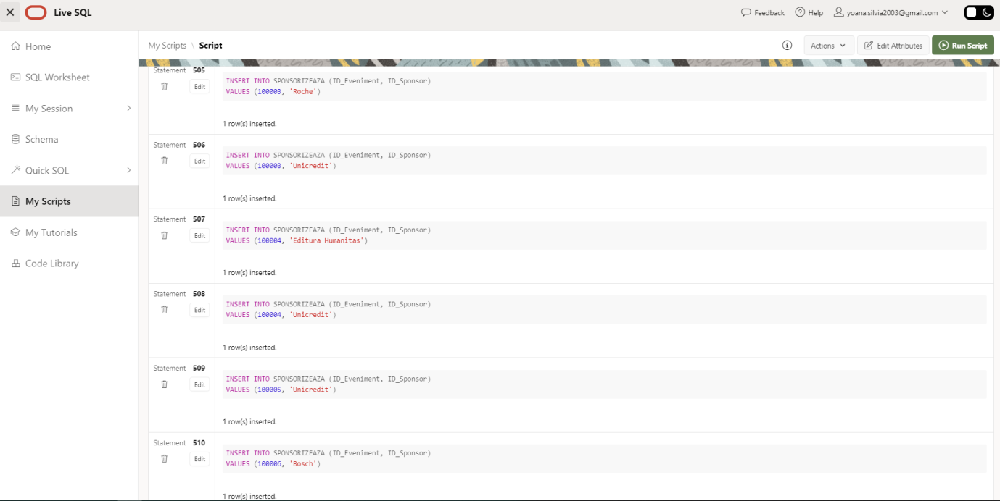 Live SQL
Feedback
Help
yoana.silvia2003@gmail.com
Home
SQL Worksheet
My Session
Schema
Quick SQL
My Scripts
My Tutorials
Code Library
My Scripts \ Script
Actions
Edit Attributes
Run Script
Statement 505
Edit
INSERT INTO SPONSORIZEAZA (ID_Eveniment, ID_Sponsor)
VALUES (100003, 'Roche')
1 row(s) inserted.
Statement 506
Edit
INSERT INTO SPONSORIZEAZA (ID_Eveniment, ID_Sponsor)
VALUES (100003, 'Unicredit')
1 row(s) inserted.
Statement 507
Edit
INSERT INTO SPONSORIZEAZA (ID_Eveniment, ID_Sponsor)
VALUES (100004, 'Editura Humanitas')
1 row(s) inserted.
Statement 508
Edit
INSERT INTO SPONSORIZEAZA (ID_Eveniment, ID_Sponsor)
VALUES (100004, 'Unicredit')
1 row(s) inserted.
Statement 509
Edit
INSERT INTO SPONSORIZEAZA (ID_Eveniment, ID_Sponsor)
VALUES (100005, 'Unicredit')
1 row(s) inserted.
Statement 510
Edit
INSERT INTO SPONSORIZEAZA (ID_Eveniment, ID_Sponsor)
VALUES (100006, 'Bosch')
1 row(s) inserted.